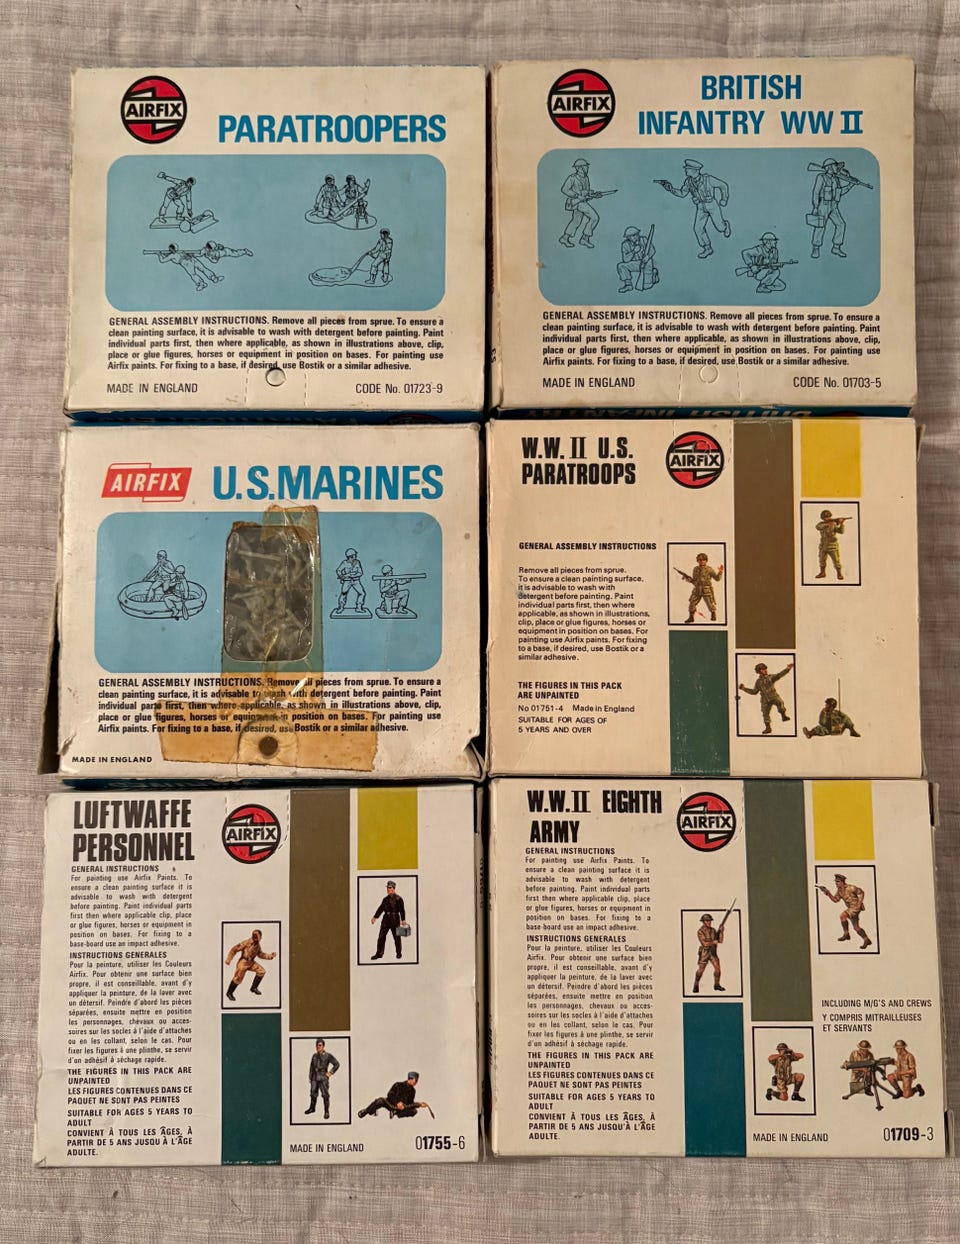 AIRFIX
PARATROOPERS
GENERAL ASSEMBLY INSTRUCTIONS. Remove all pieces from sprue. To ensure a
clean painting surface, it is advisable to wash with detergent before painting. Paint
individual parts first, then where applicable, as shown in illustrations above, clip,
place or glue figures, horses or equipment in position on bases. For painting use
Airfix paints. For fixing to a base, if desired, use Bostik or a similar adhesive.
MADE IN ENGLAND
CODE No. 01723-9
AIRFIX
BRITISH
INFANTRY WW II
GENERAL ASSEMBLY INSTRUCTIONS. Remove all pieces from sprue. To ensure a
clean painting surface, it is advisable to wash with detergent before painting. Paint
individual parts first, then where applicable, as shown in illustrations above, clip,
place or glue figures, horses or equipment in position on bases. For painting use
Airfix paints. For fixing to a base, if desired, use Bostik or a similar adhesive.
MADE IN ENGLAND
CODE No. 01703-5
BRITISH INFANTRY
AIRFIX
U.S.MARINES
GENERAL ASSEMBLY INSTRUCTIONS. Remove all pieces from sprue. To ensure a
clean painting surface, it is advisable to wash with detergent before painting. Paint
individual parts first, then where applicable, as shown in illustrations above, clip,
place or glue figures, horses or equipment in position on bases. For painting use
Airfix paints. For fixing to a base, if desired, use Bostik or a similar adhesive.
MADE IN ENGLAND
W.W. II U.S.
PARATROOPS
AIRFIX
GENERAL ASSEMBLY INSTRUCTIONS
Remove all pieces from sprue.
To ensure a clean painting surface,
it is advisable to wash with
detergent before painting. Paint
individual parts first, then where
applicable, as shown in illustrations,
clip, place or glue figures, horses or
equipment in position on bases. For
painting use Airfix paints. For fixing
to a base, if desired, use Bostik or a
similar adhesive.
THE FIGURES IN THIS PACK
ARE UNPAINTED
No 01751-4 Made in England
SUITABLE FOR AGES OF
5 YEARS AND OVER
LUFTWAFFE
PERSONNEL
AIRFIX
GENERAL INSTRUCTIONS
For painting use Airfix Paints. To
ensure a clean painting surface it is
advisable to wash with detergent
before painting. Paint individual parts
first then where applicable clip, place
or glue figures, horses or equipment in
position on bases. For fixing to a
base-board use an impact adhesive.
INSTRUCTIONS GENERALES
Pour la peinture, utiliser les Couleurs
Airfix. Pour obtenir une surface bien
propre, il est conseillable, avant d'y
appliquer la peinture, de la laver avec
un détersif. Peindre d'abord les pièces
séparées, ensuite mettre en position
les personnages, chevaux ou acces-
soires sur les socles à l'aide d'attaches
ou en les collant, selon le cas. Pour
fixer les figures à une plinthe, se servir
d'un adhésif à séchage rapide.
THE FIGURES IN THIS PACK ARE
UNPAINTED
LES FIGURES CONTENUES DANS CE
PAQUET NE SONT PAS PEINTES
SUITABLE FOR AGES 5 YEARS TO
ADULT
CONVIENT À TOUS LES ÂGES, À
PARTIR DE 5 ANS JUSQU'À L'ÂGE
ADULTE.
MADE IN ENGLAND
01755-6
W.W.II EIGHTH
ARMY
AIRFIX
GENERAL INSTRUCTIONS
For painting use Airfix Paints. To
ensure a clean painting surface it is
advisable to wash with detergent
before painting. Paint individual parts
first then where applicable clip, place
or glue figures, horses or equipment in
position on bases. For fixing to a
base-board use an impact adhesive.
INSTRUCTIONS GENERALES
Pour la peinture, utiliser les Couleurs
Airfix. Pour obtenir une surface bien
propre, il est conseillable, avant d'y
appliquer la peinture, de la laver avec
un détersif. Peindre d'abord les pièces
séparées, ensuite mettre en position
les personnages, chevaux ou acces-
soires sur les socles à l'aide d'attaches
ou en les collant, selon le cas. Pour
fixer les figures à une plinthe, se servir
d'un adhésif à séchage rapide.
THE FIGURES IN THIS PACK ARE
UNPAINTED
LES FIGURES CONTENUES DANS CE
PAQUET NE SONT PAS PEINTES
SUITABLE FOR AGES 5 YEARS TO
ADULT
CONVIENT À TOUS LES ÂGES, À
PARTIR DE 5 ANS JUSQU'À L'ÂGE
ADULTE.
INCLUDING M/G'S AND CREWS
Y COMPRIS MITRAILLEUSES
ET SERVANTS
MADE IN ENGLAND
01709-3